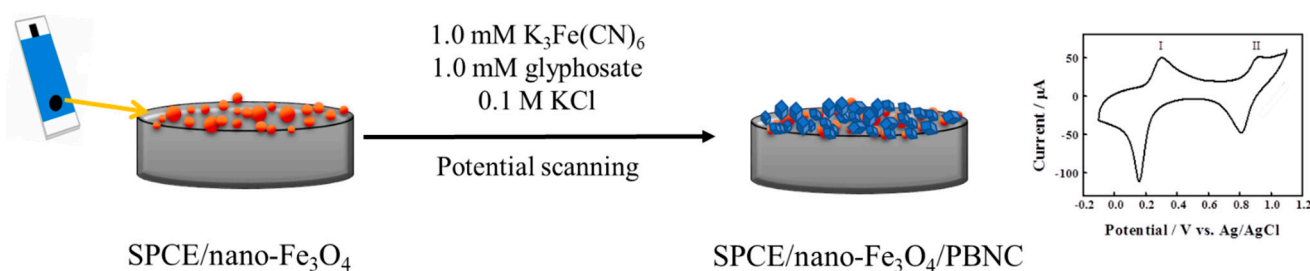 1.0 mM K₃Fe(CN)₆
1.0 mM glyphosate
0.1 M KCl
Potential scanning
SPCE/nano-Fe₃O₄
SPCE/nano-Fe₃O₄/PBNC
I II
50
0
-50
-100
Current / μA
-0.2 0.0 0.2 0.4 0.6 0.8 1.0 1.2
Potential / V vs. Ag/AgCl